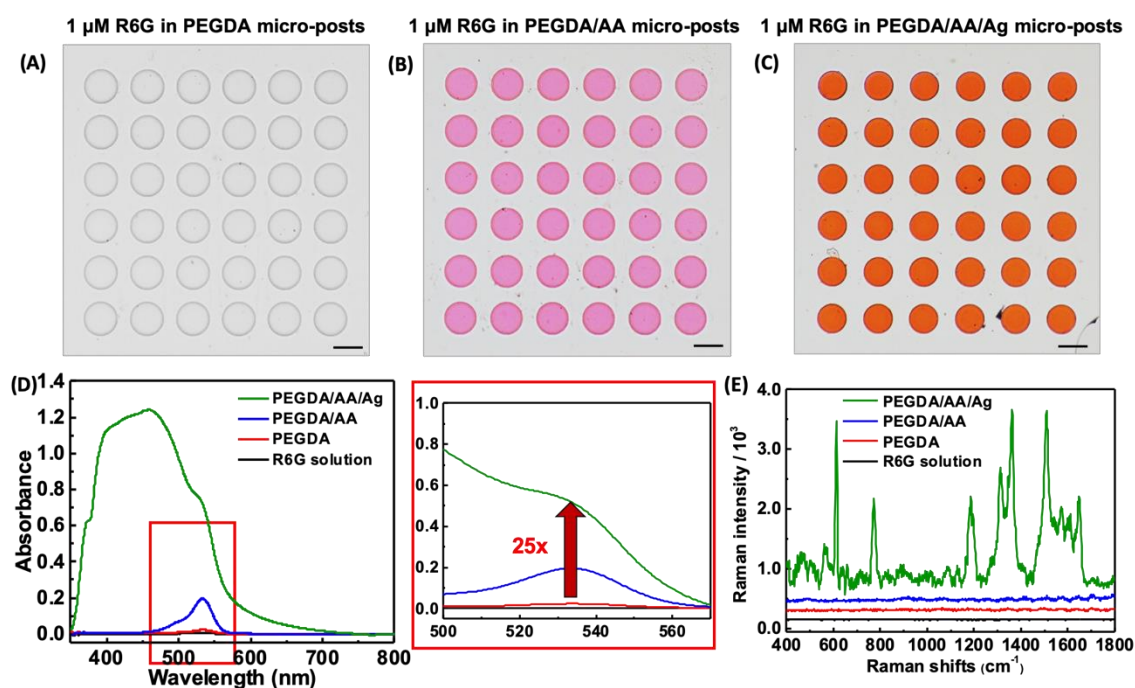 1 µM R6G in PEGDA micro-posts
1 µM R6G in PEGDA/AA micro-posts
1 µM R6G in PEGDA/AA/Ag micro-posts
(A)
(B)
(C)
(D)
1.4
1.2
1.0
0.8
0.6
0.4
0.2
0.0
Absorbance
400 500 600 700 800
Wavelength (nm)
PEGDA/AA/Ag
PEGDA/AA
PEGDA
R6G solution
1.0
0.8
0.6
0.4
0.2
0.0
25x
500 520 540 560
(E)
4.0
3.0
2.0
1.0
0.0
Raman intensity / 10³
PEGDA/AA/Ag
PEGDA/AA
PEGDA
R6G solution
400 600 800 1000 1200 1400 1600 1800
Raman shifts (cm⁻¹)